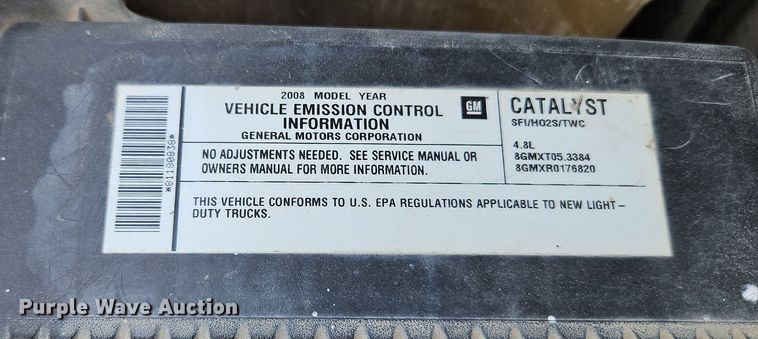 2008 MODEL YEAR
VEHICLE EMISSION CONTROL
INFORMATION
GENERAL MOTORS CORPORATION
GM
CATALYST
SFI/HO2S/TWC
NO ADJUSTMENTS NEEDED. SEE SERVICE MANUAL OR
OWNERS MANUAL FOR MORE INFORMATION.
4.8L
8GMXT05.3384
8GMXR0176820
THIS VEHICLE CONFORMS TO U.S. EPA REGULATIONS APPLICABLE TO NEW LIGHT-
DUTY TRUCKS.
*81180838*
Purple Wave Auction